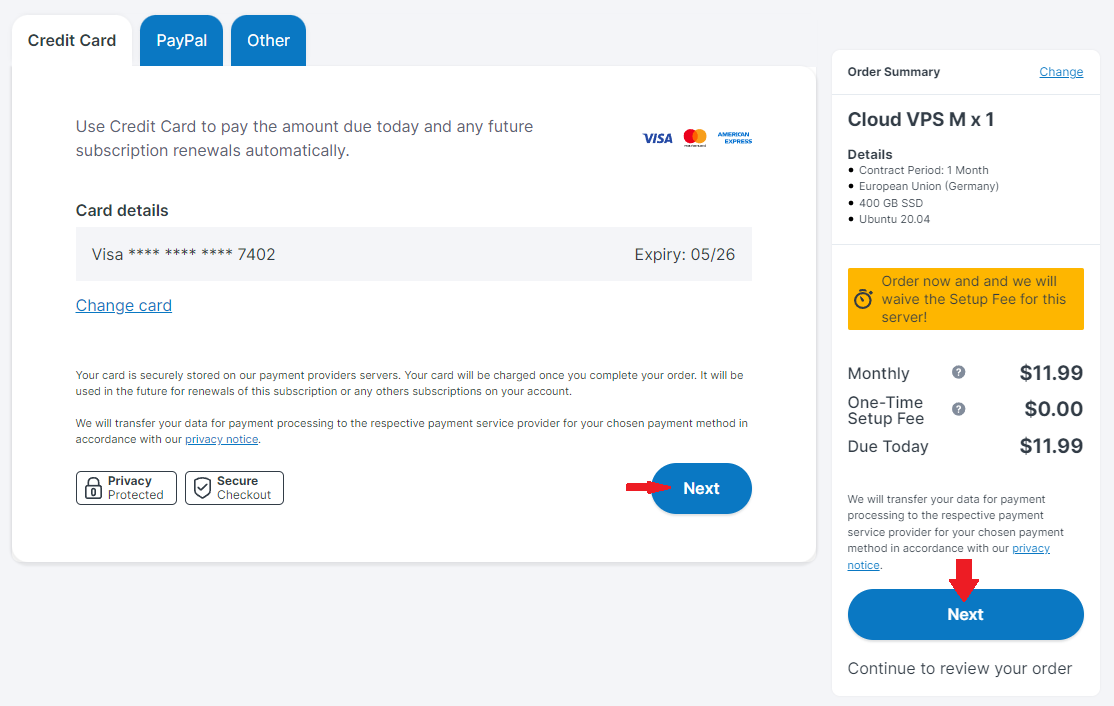 Credit Card
PayPal
Other
Use Credit Card to pay the amount due today and any future
subscription renewals automatically.
VISA
mastercard
AMERICAN
EXPRESS
Card details
Visa **** **** **** 7402
Expiry: 05/26
Change card
Your card is securely stored on our payment providers servers. Your card will be charged once you complete your order. It will be
used in the future for renewals of this subscription or any others subscriptions on your account.
We will transfer your data for payment processing to the respective payment service provider for your chosen payment method in
accordance with our privacy notice.
Privacy
Protected
Secure
Checkout
Next
Order Summary
Change
Cloud VPS M x 1
Details
• Contract Period: 1 Month
• European Union (Germany)
• 400 GB SSD
• Ubuntu 20.04
Order now and and we will
waive the Setup Fee for this
server!
Monthly ? $11.99
One-Time
Setup Fee ? $0.00
Due Today $11.99
We will transfer your data for payment
processing to the respective payment
service provider for your chosen payment
method in accordance with our privacy
notice.
Next
Continue to review your order